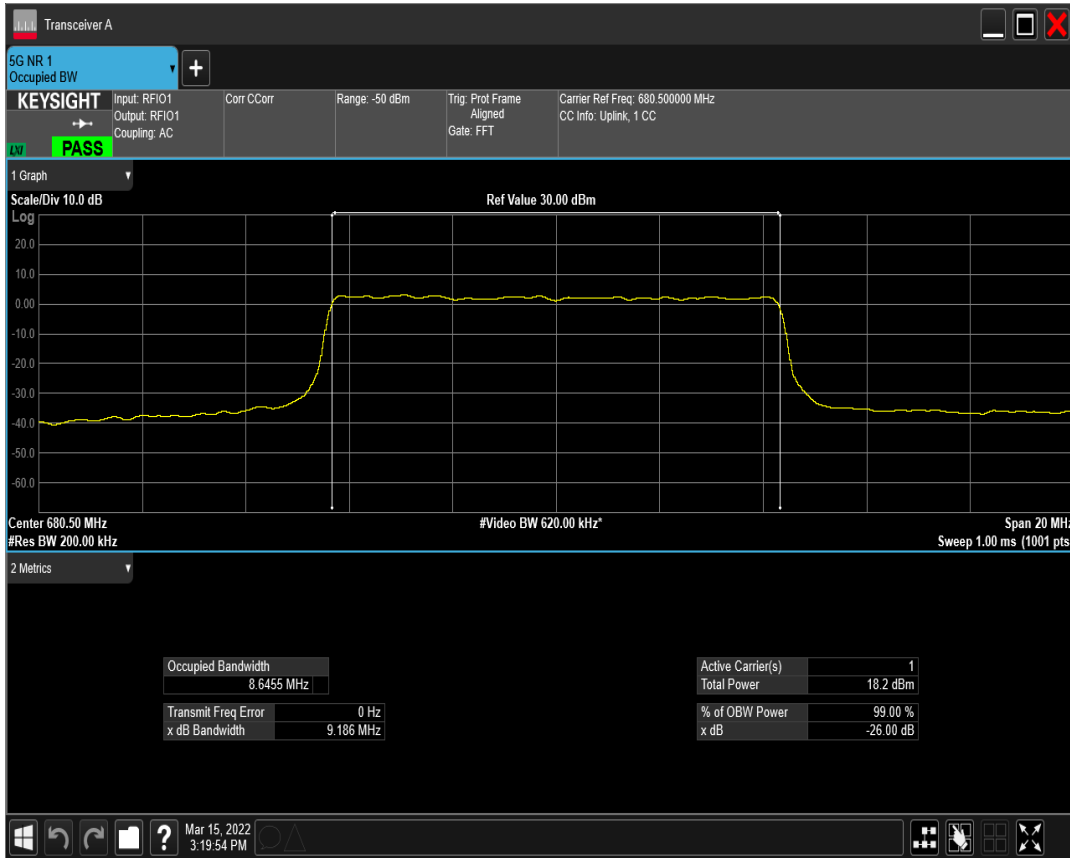 Transceiver A
5G NR 1
Occupied BW
+
KEYSIGHT
LXI
PASS
Input: RFIO1
Output: RFIO1
Coupling: AC
Corr CCorr
Range: -50 dBm
Trig: Prot Frame
Aligned
Gate: FFT
Carrier Ref Freq: 680.500000 MHz
CC Info: Uplink, 1 CC
1 Graph
Scale/Div 10.0 dB
Ref Value 30.00 dBm
Log
20.0
10.0
0.00
-10.0
-20.0
-30.0
-40.0
-50.0
-60.0
Center 680.50 MHz
#Video BW 620.00 kHz*
Span 20 MHz
#Res BW 200.00 kHz
Sweep 1.00 ms (1001 pts
2 Metrics
Occupied Bandwidth
8.6455 MHz
Transmit Freq Error 0 Hz
x dB Bandwidth 9.186 MHz
Active Carrier(s) 1
Total Power 18.2 dBm
% of OBW Power 99.00 %
x dB -26.00 dB
?
Mar 15, 2022
3:19:54 PM